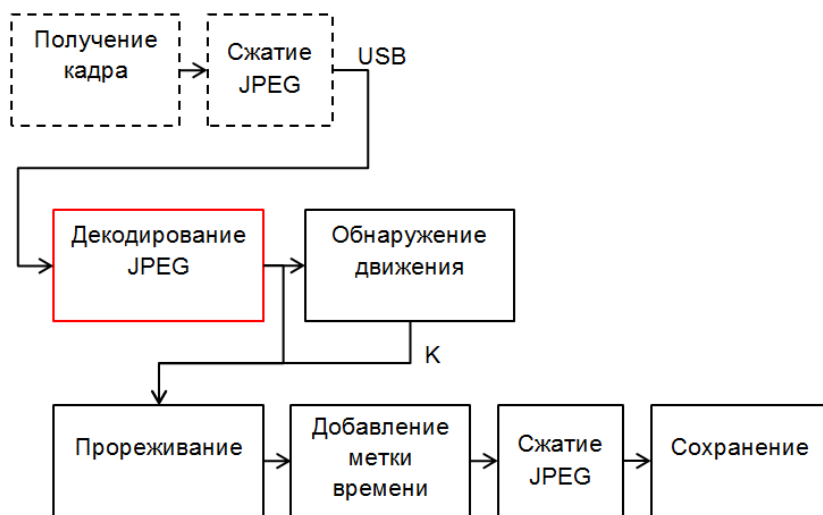 Получение
кадра
Сжатие
JPEG
USB
Декодирование
JPEG
Обнаружение
движения
K
Прореживание
Добавление
метки
времени
Сжатие
JPEG
Сохранение